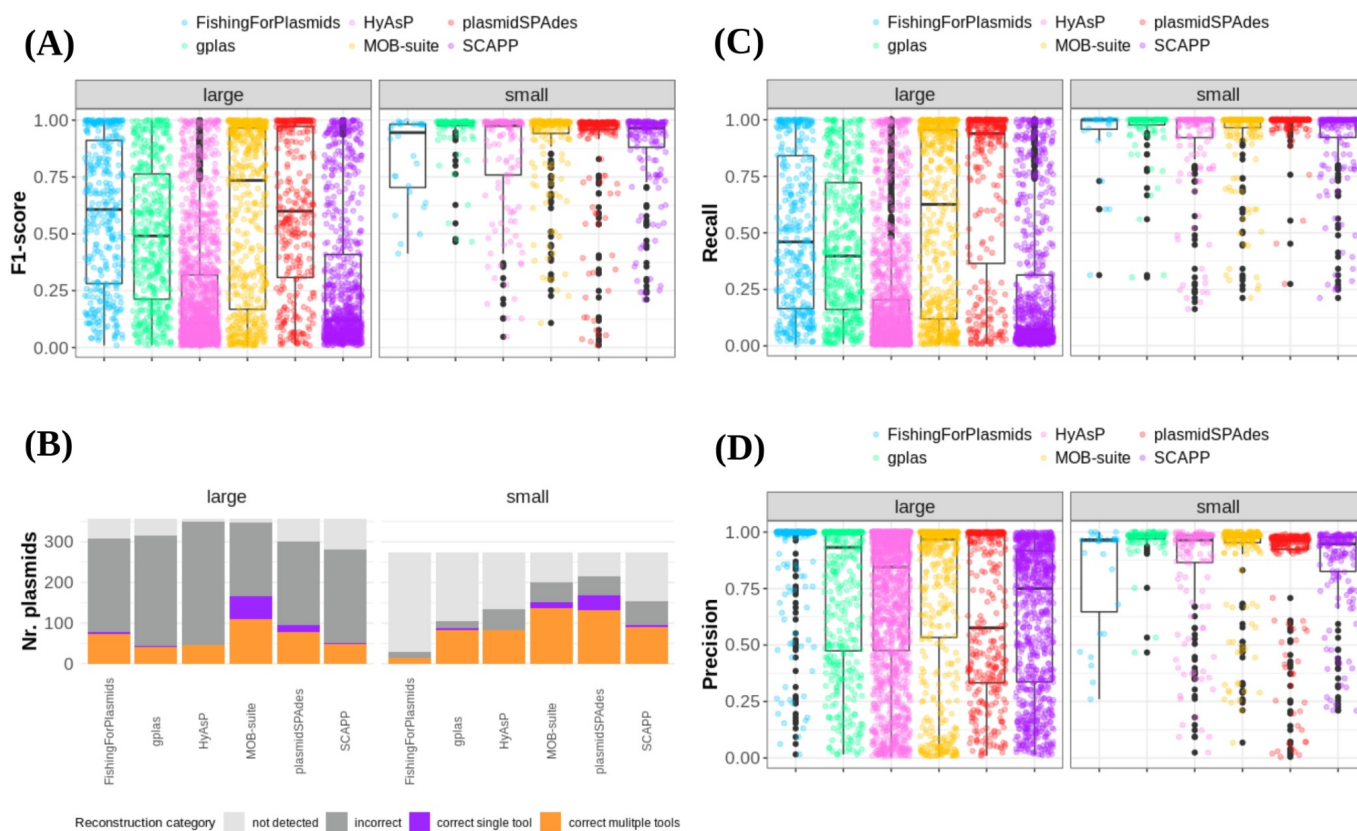 (A)
FishingForPlasmids HyAsP plasmidSPAdes
gplas MOB-suite SCAPP
large small
F1-score
1.00
0.75
0.50
0.25
0.00
(C)
FishingForPlasmids HyAsP plasmidSPAdes
gplas MOB-suite SCAPP
large small
Recall
1.00
0.75
0.50
0.25
0.00
(B)
large small
Nr. plasmids
300
200
100
0
FishingForPlasmids
gplas
HyAsP
MOB-suite
plasmidSPAdes
SCAPP
FishingForPlasmids
gplas
HyAsP
MOB-suite
plasmidSPAdes
SCAPP
Reconstruction category not detected incorrect correct single tool correct mulitple tools
(D)
FishingForPlasmids HyAsP plasmidSPAdes
gplas MOB-suite SCAPP
large small
Precision
1.00
0.75
0.50
0.25
0.00